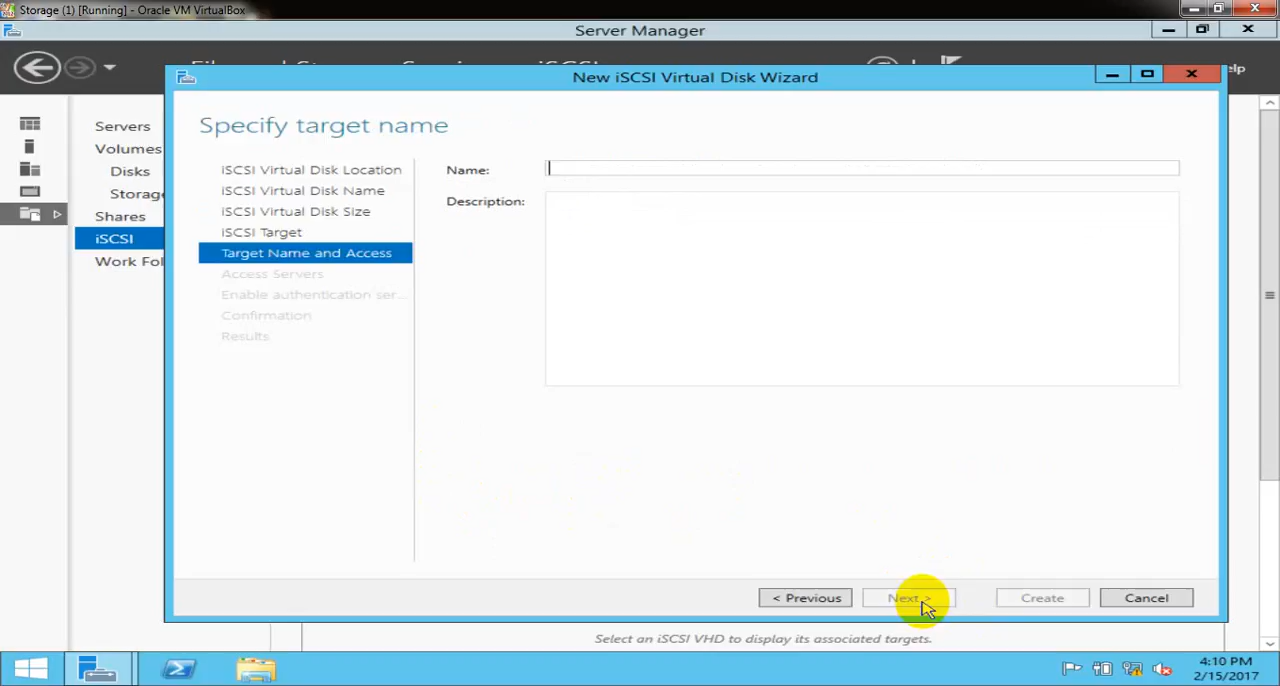 Storage (1) [Running] - Oracle VM VirtualBox
Server Manager
New iSCSI Virtual Disk Wizard
Servers
Volumes
Disks
Shares
iSCSI
Specify target name
iSCSI Virtual Disk Location
iSCSI Virtual Disk Name
iSCSI Virtual Disk Size
iSCSI Target
Target Name and Access
Access Servers
Enable authentication ser...
Confirmation
Results
Name:
Description:
< Previous
Next >
Create
Cancel
Select an iSCSI VHD to display its associated targets.
4:10 PM
2/15/2017